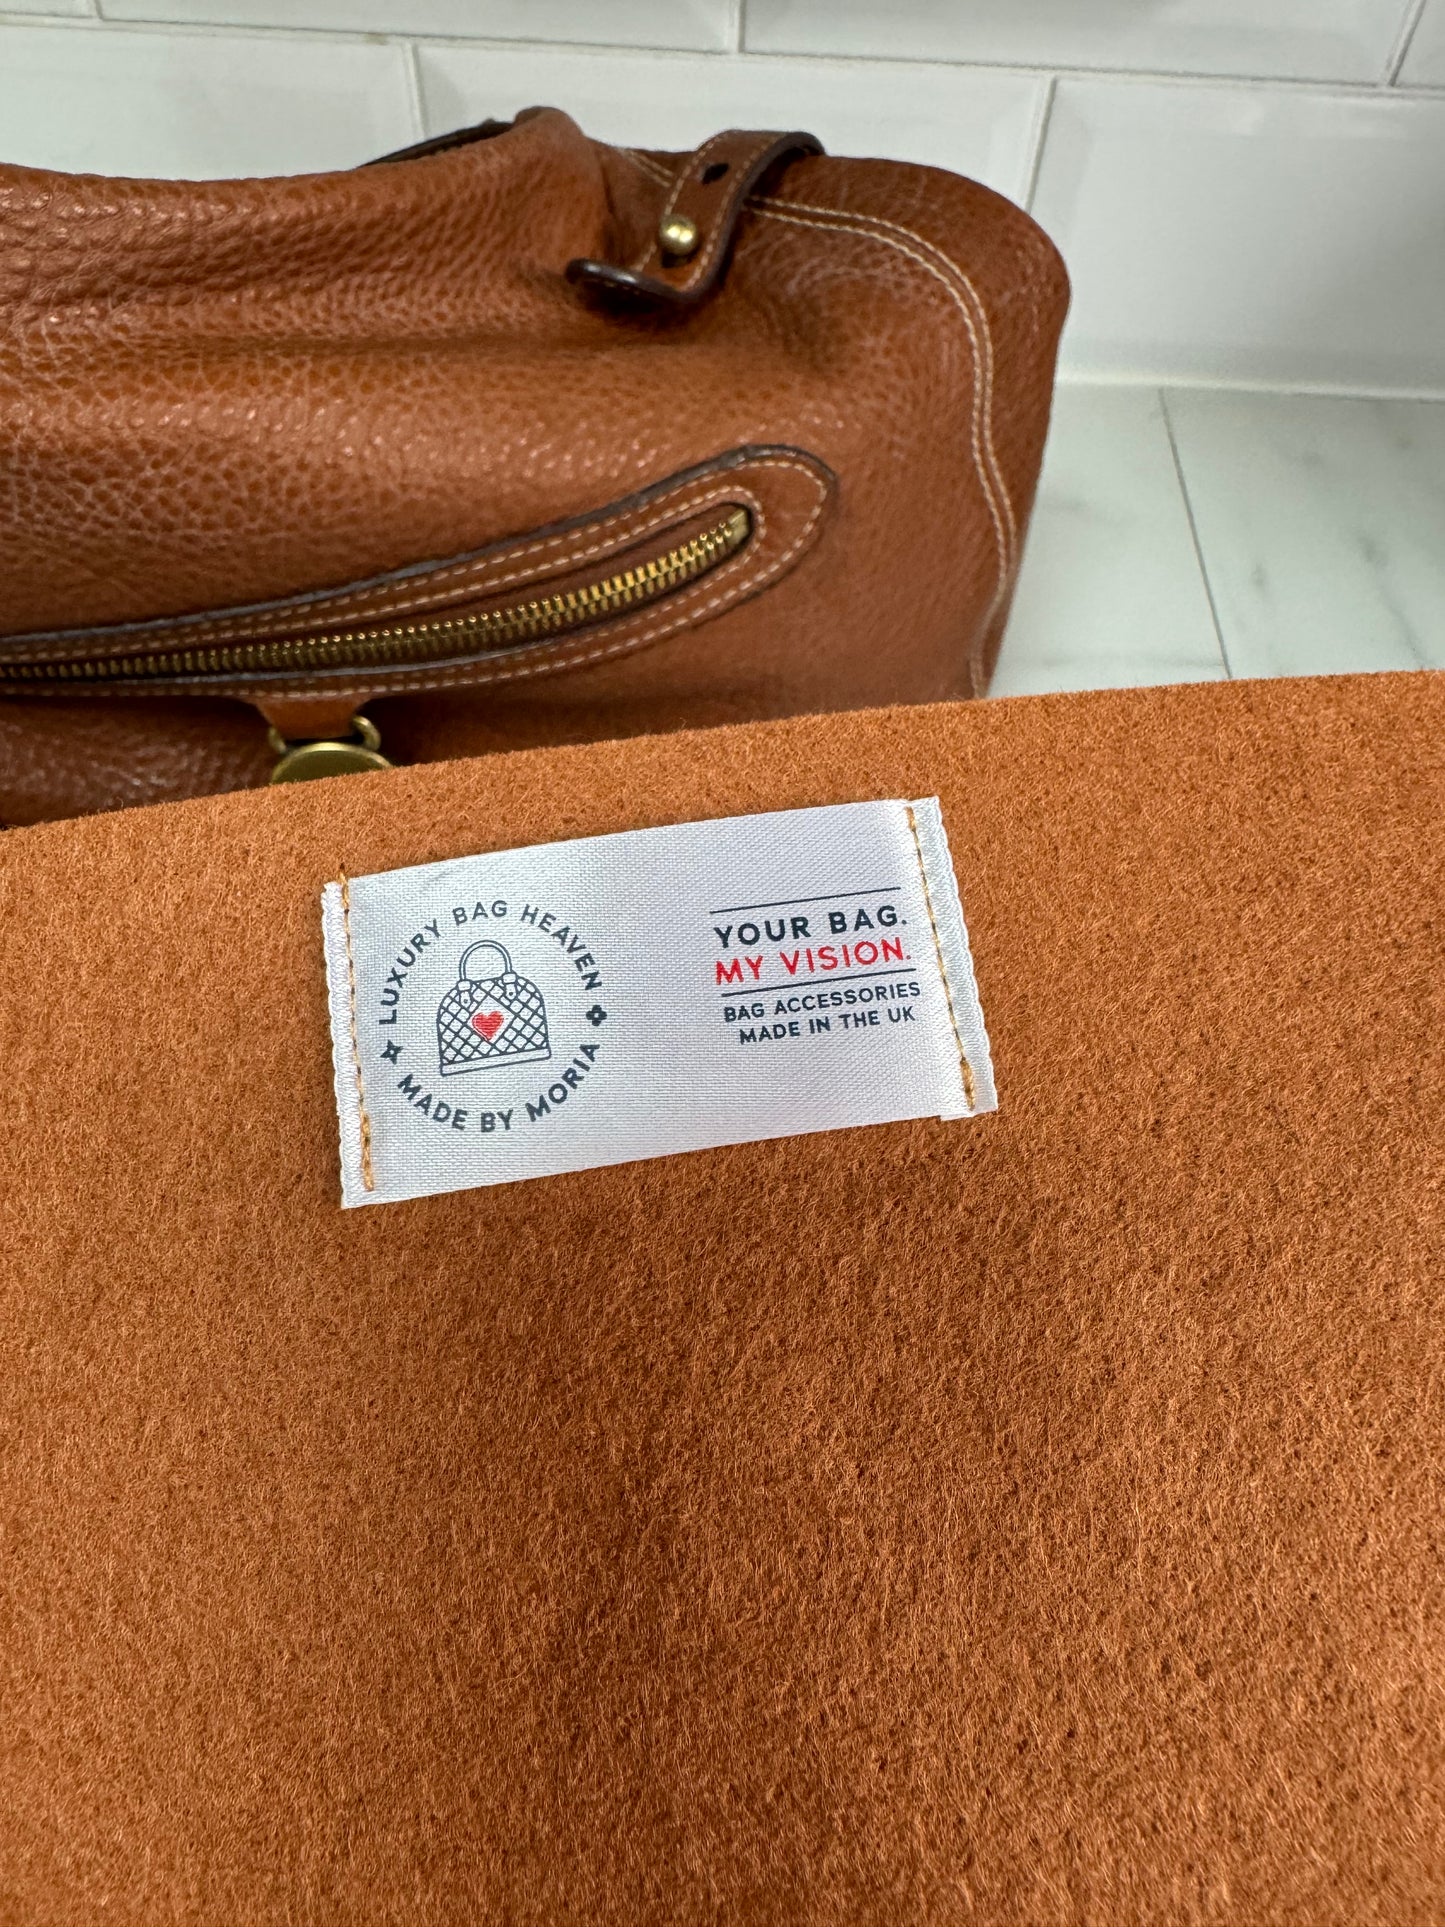 LUXURY BAG HEAVEN
MADE BY MORIA
YOUR BAG.
MY VISION.
BAG ACCESSORIES
MADE IN THE UK